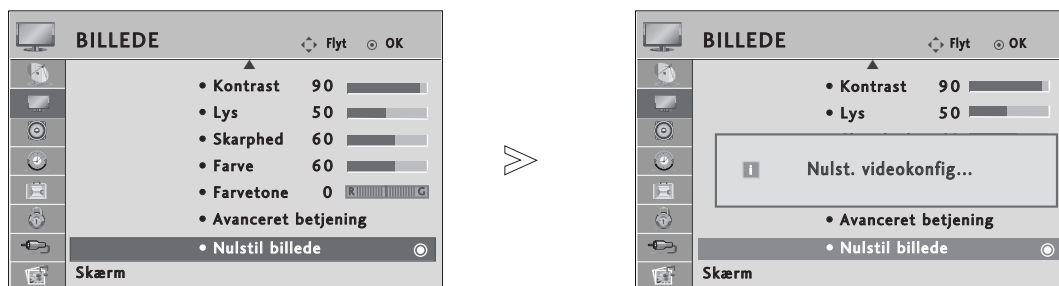 BILLEDE Flyt OK
• Kontrast 90
• Lys 50
• Skarphed 60
• Farve 60
• Farvetone 0 R G
• Avanceret betjening
• Nulstil billede
Skærm
BILLEDE Flyt OK
• Kontrast 90
• Lys 50
i Nulst. videokonfig...
• Avanceret betjening
• Nulstil billede
Skærm